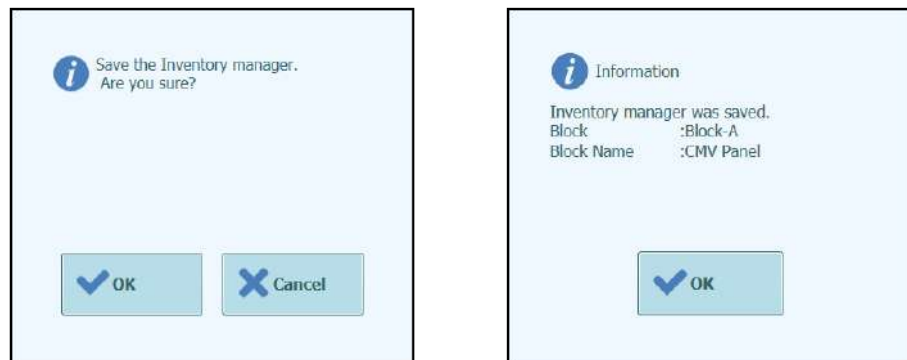 Save the Inventory manager.
Are you sure?
OK
Cancel
Information
Inventory manager was saved.
Block :Block-A
Block Name :CMV Panel
OK